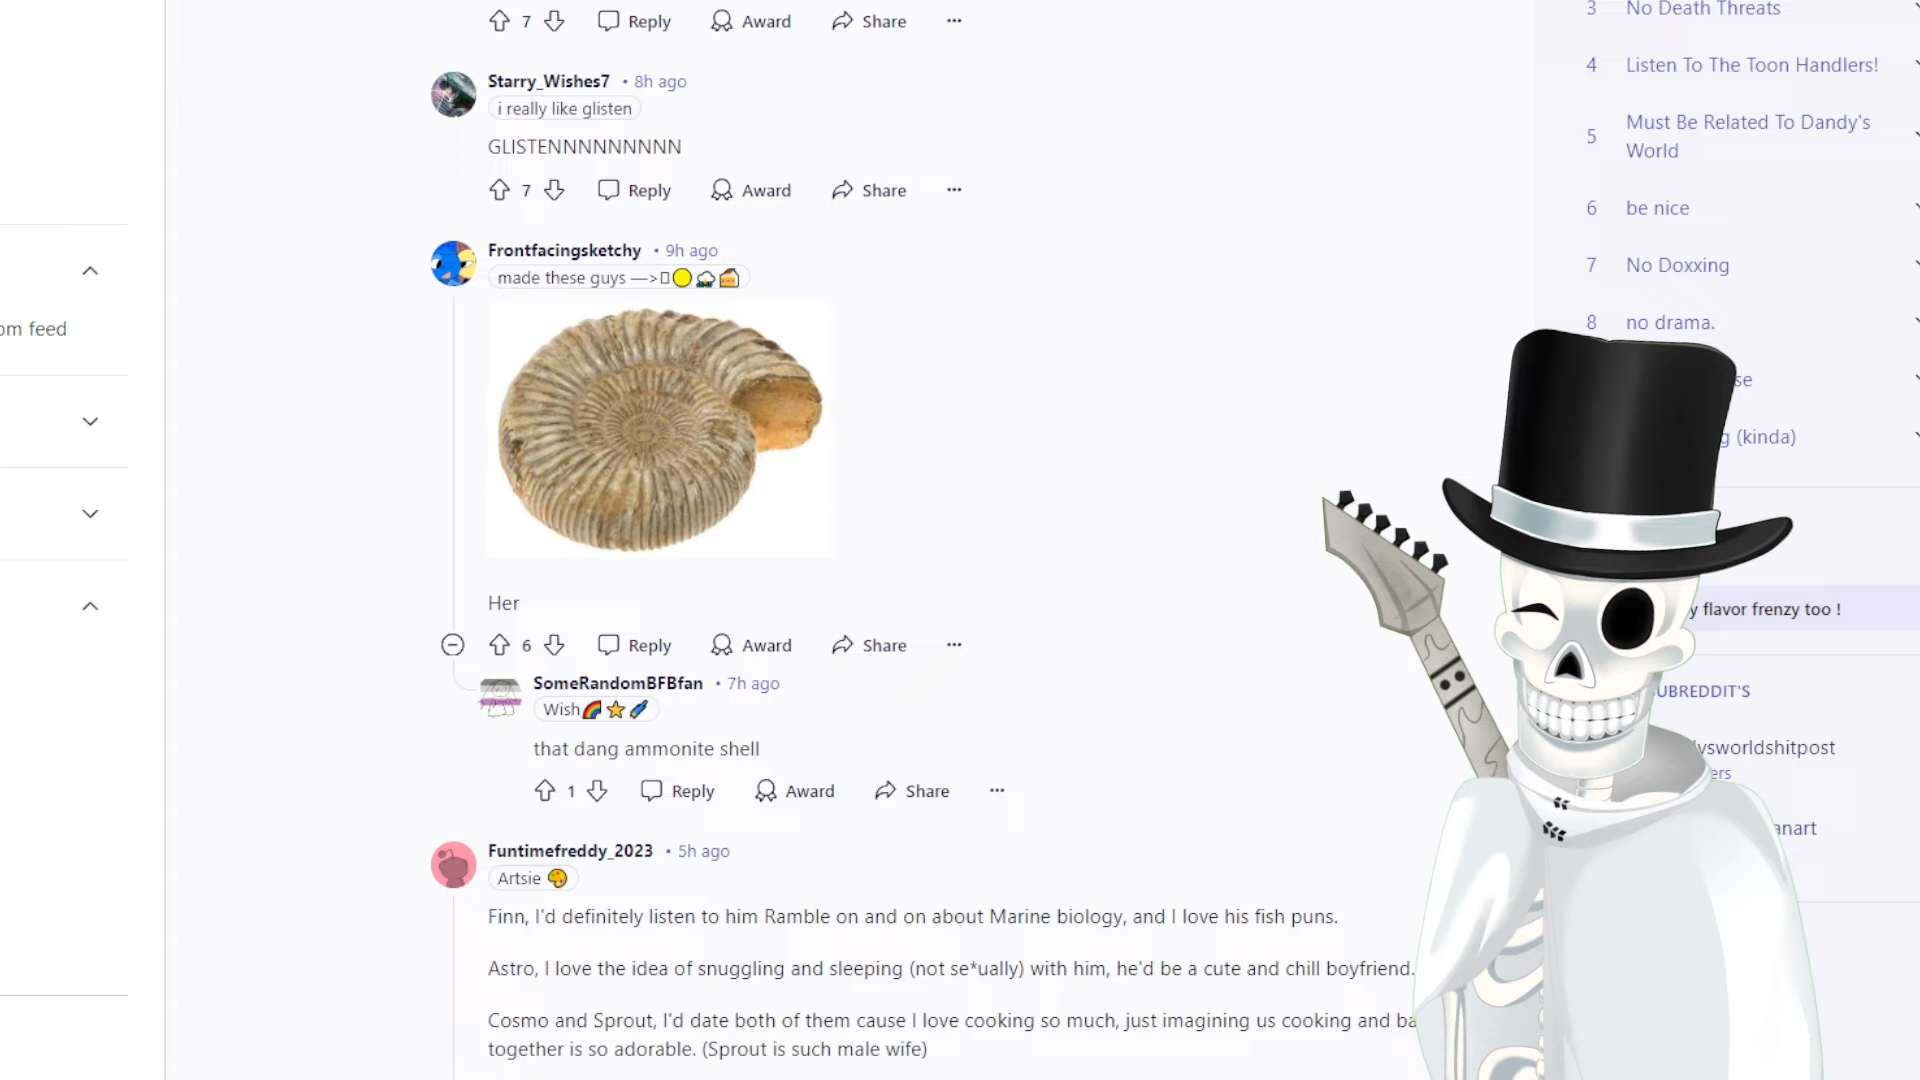 7 Reply Award Share
Starry_Wishes7 • 8h ago
i really like glisten
GLISTENNNNNNNNN
7 Reply Award Share
Frontfacingsketchy • 9h ago
made these guys —>
Her
6 Reply Award Share
SomeRandomBFBfan • 7h ago
Wish
that dang ammonite shell
1 Reply Award Share
Funtimefreddy_2023 • 5h ago
Artsie
Finn, I'd definitely listen to him Ramble on and on about Marine biology, and I love his fish puns.
Astro, I love the idea of snuggling and sleeping (not se*ually) with him, he'd be a cute and chill boyfriend.
Cosmo and Sprout, I'd date both of them cause I love cooking so much, just imagining us cooking and ba
together is so adorable. (Sprout is such male wife)
om feed
3 No Death Threats
4 Listen To The Toon Handlers!
5 Must Be Related To Dandy's
World
6 be nice
7 No Doxxing
8 no drama.
se
g (kinda)
y flavor frenzy too !
UBREDDIT'S
ysworldshitpost
ers
anart